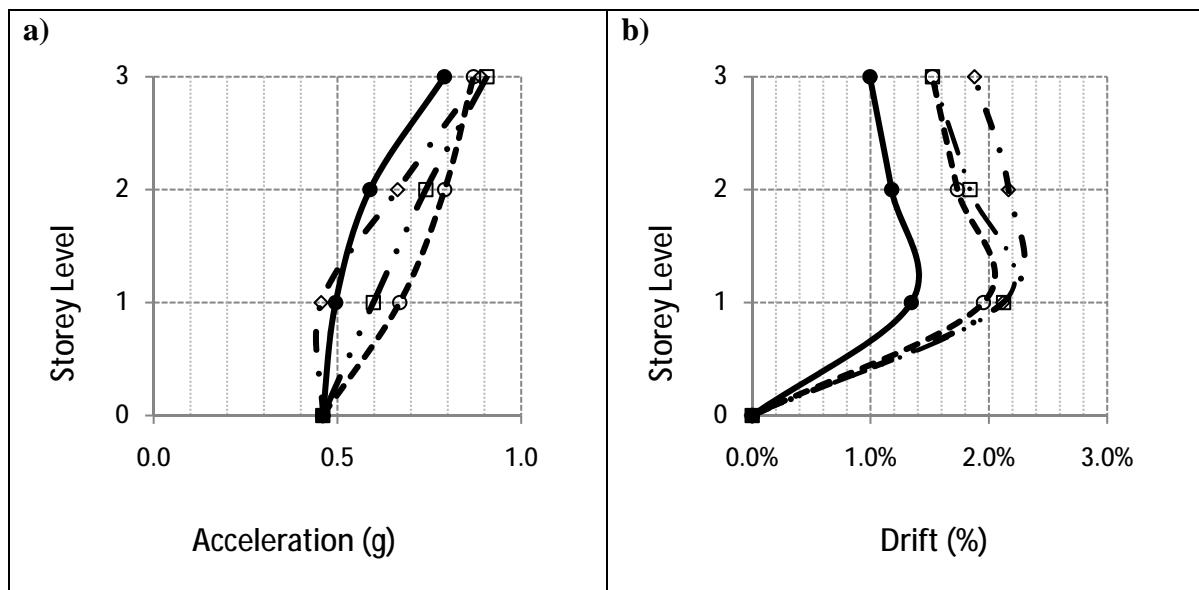 a)
3
2
1
0
Storey Level
0.0 0.5 1.0
Acceleration (g)
b)
3
2
1
0
Storey Level
0.0% 1.0% 2.0% 3.0%
Drift (%)